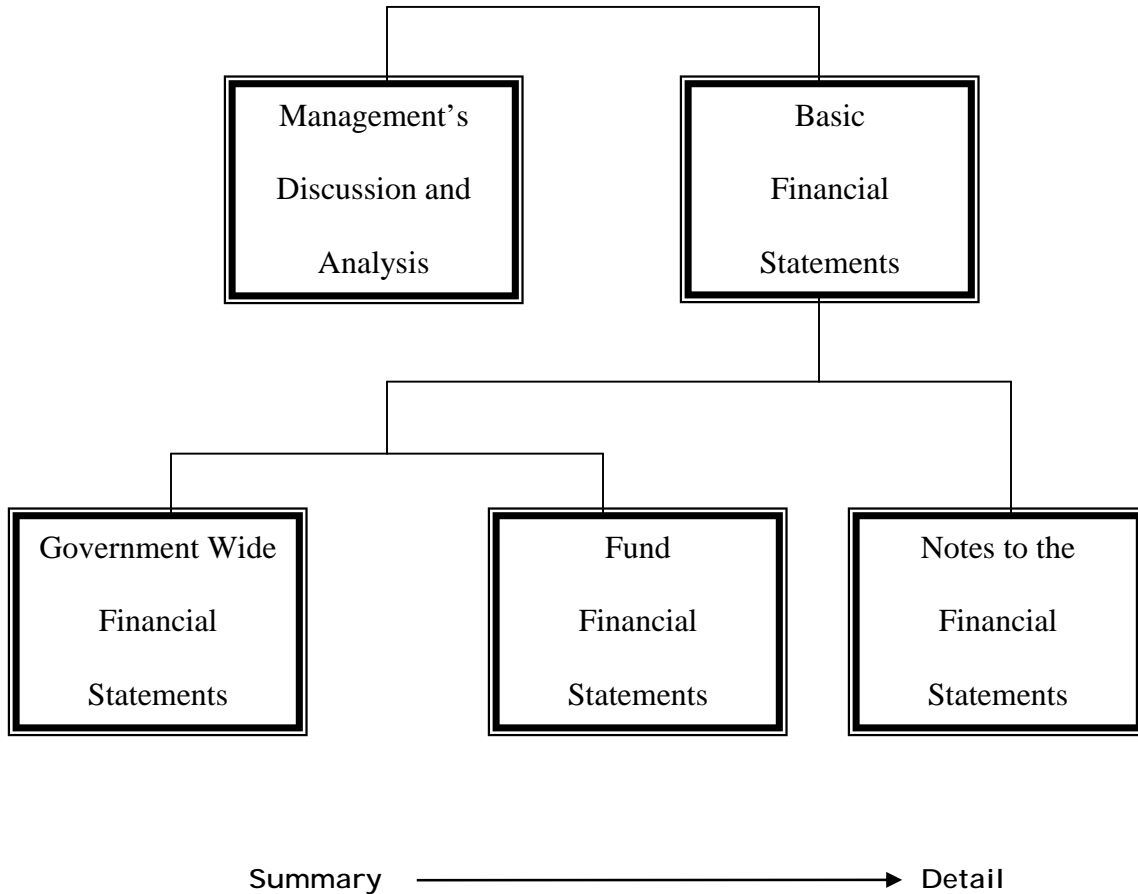 Management’s
Discussion and
Analysis
Basic
Financial
Statements
Government Wide
Financial
Statements
Fund
Financial
Statements
Notes to the
Financial
Statements
Summary
Detail